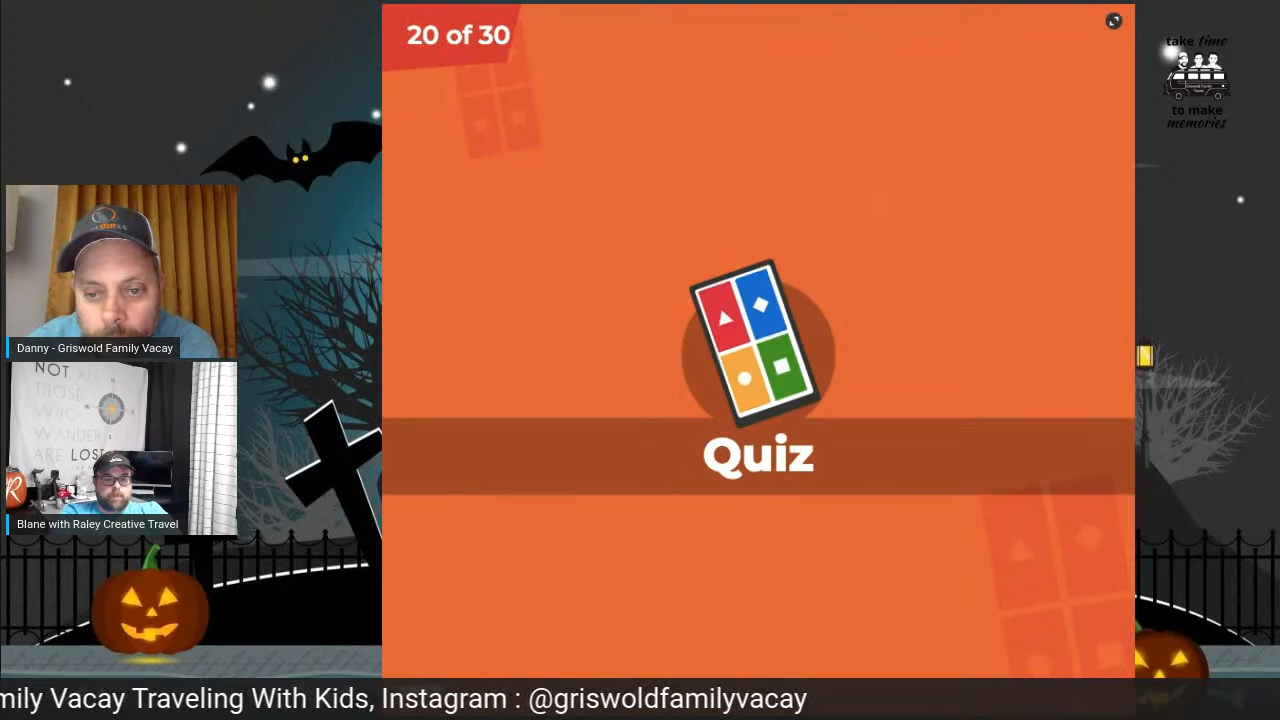 20 of 30
take time
to make
memories
Danny - Griswold Family Vacay
NOT ALL
THOSE
WHO
WANDER
ARE LOST
N
W
E
S
R
Blane with Raley Creative Travel
Quiz
mily Vacay Traveling With Kids, Instagram : @griswoldfamilyvacay